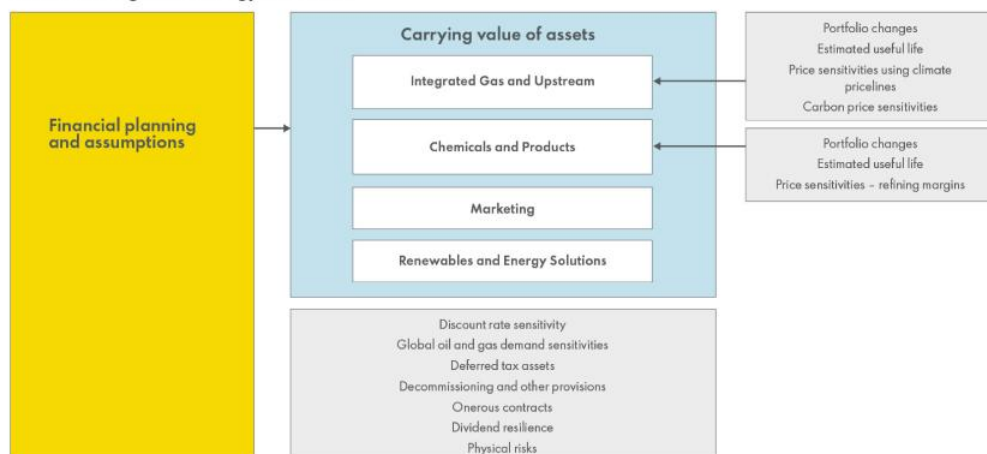 Financial planning
and assumptions
Carrying value of assets
Integrated Gas and Upstream
Chemicals and Products
Marketing
Renewables and Energy Solutions
Portfolio changes
Estimated useful life
Price sensitivities using climate
pricelines
Carbon price sensitivities
Portfolio changes
Estimated useful life
Price sensitivities – refining margins
Discount rate sensitivity
Global oil and gas demand sensitivities
Deferred tax assets
Decommissioning and other provisions
Onerous contracts
Dividend resilience
Physical risks